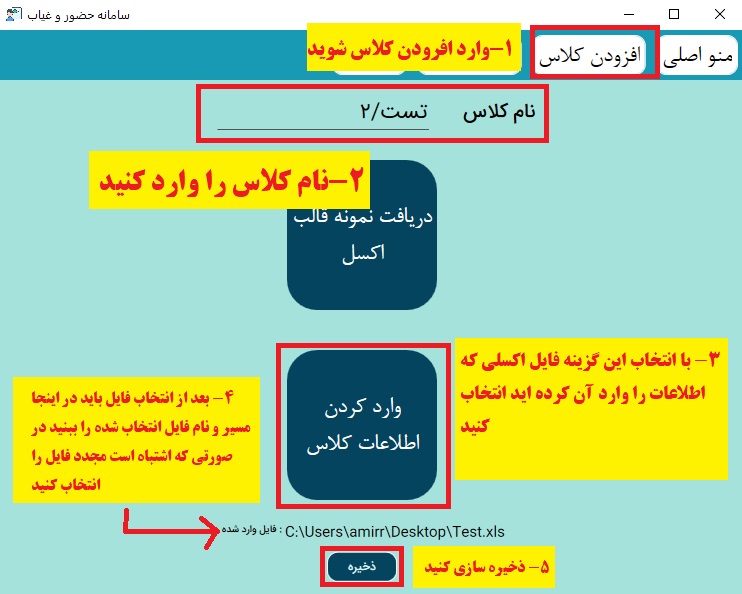 سامانه حضور و غیاب
منو اصلی
افزودن کلاس
۱-وارد افزودن کلاس شوید
نام کلاس
تست/۲
۲-نام کلاس را وارد کنید
دریافت نمونه قالب
اکسل
۳- با انتخاب این گزینه فایل اکسلی که
اطلاعات را وارد آن کرده اید انتخاب
کنید
وارد کردن
اطلاعات کلاس
۴- بعد از انتخاب فایل باید در اینجا
مسیر و نام فایل انتخاب شده را ببنید در
صورتی که اشتباه است مجدد فایل را
انتخاب کنید
فایل وارد شده : C:\Users\amirr\Desktop\Test.xls
ذخیره
۵- ذخیره سازی کنید